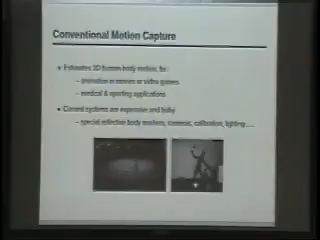 Conventional Motion Capture
Estimates 3D human body motion, for:
– animation in movies or video games
– medical & sporting applications
Current systems are expensive and bulky
– special reflective body markers, cameras, calibration, lighting....